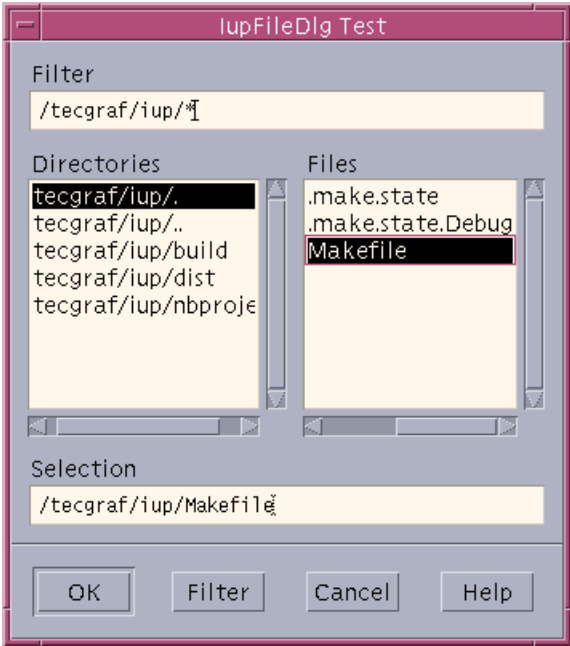 IupFileDlg Test
Filter
/tecgraf/iup/*
Directories
tecgraf/iup/.
tecgraf/iup/..
tecgraf/iup/build
tecgraf/iup/dist
tecgraf/iup/nbproje
Files
.make.state
.make.state.Debug
Makefile
Selection
/tecgraf/iup/Makefile
OK Filter Cancel Help